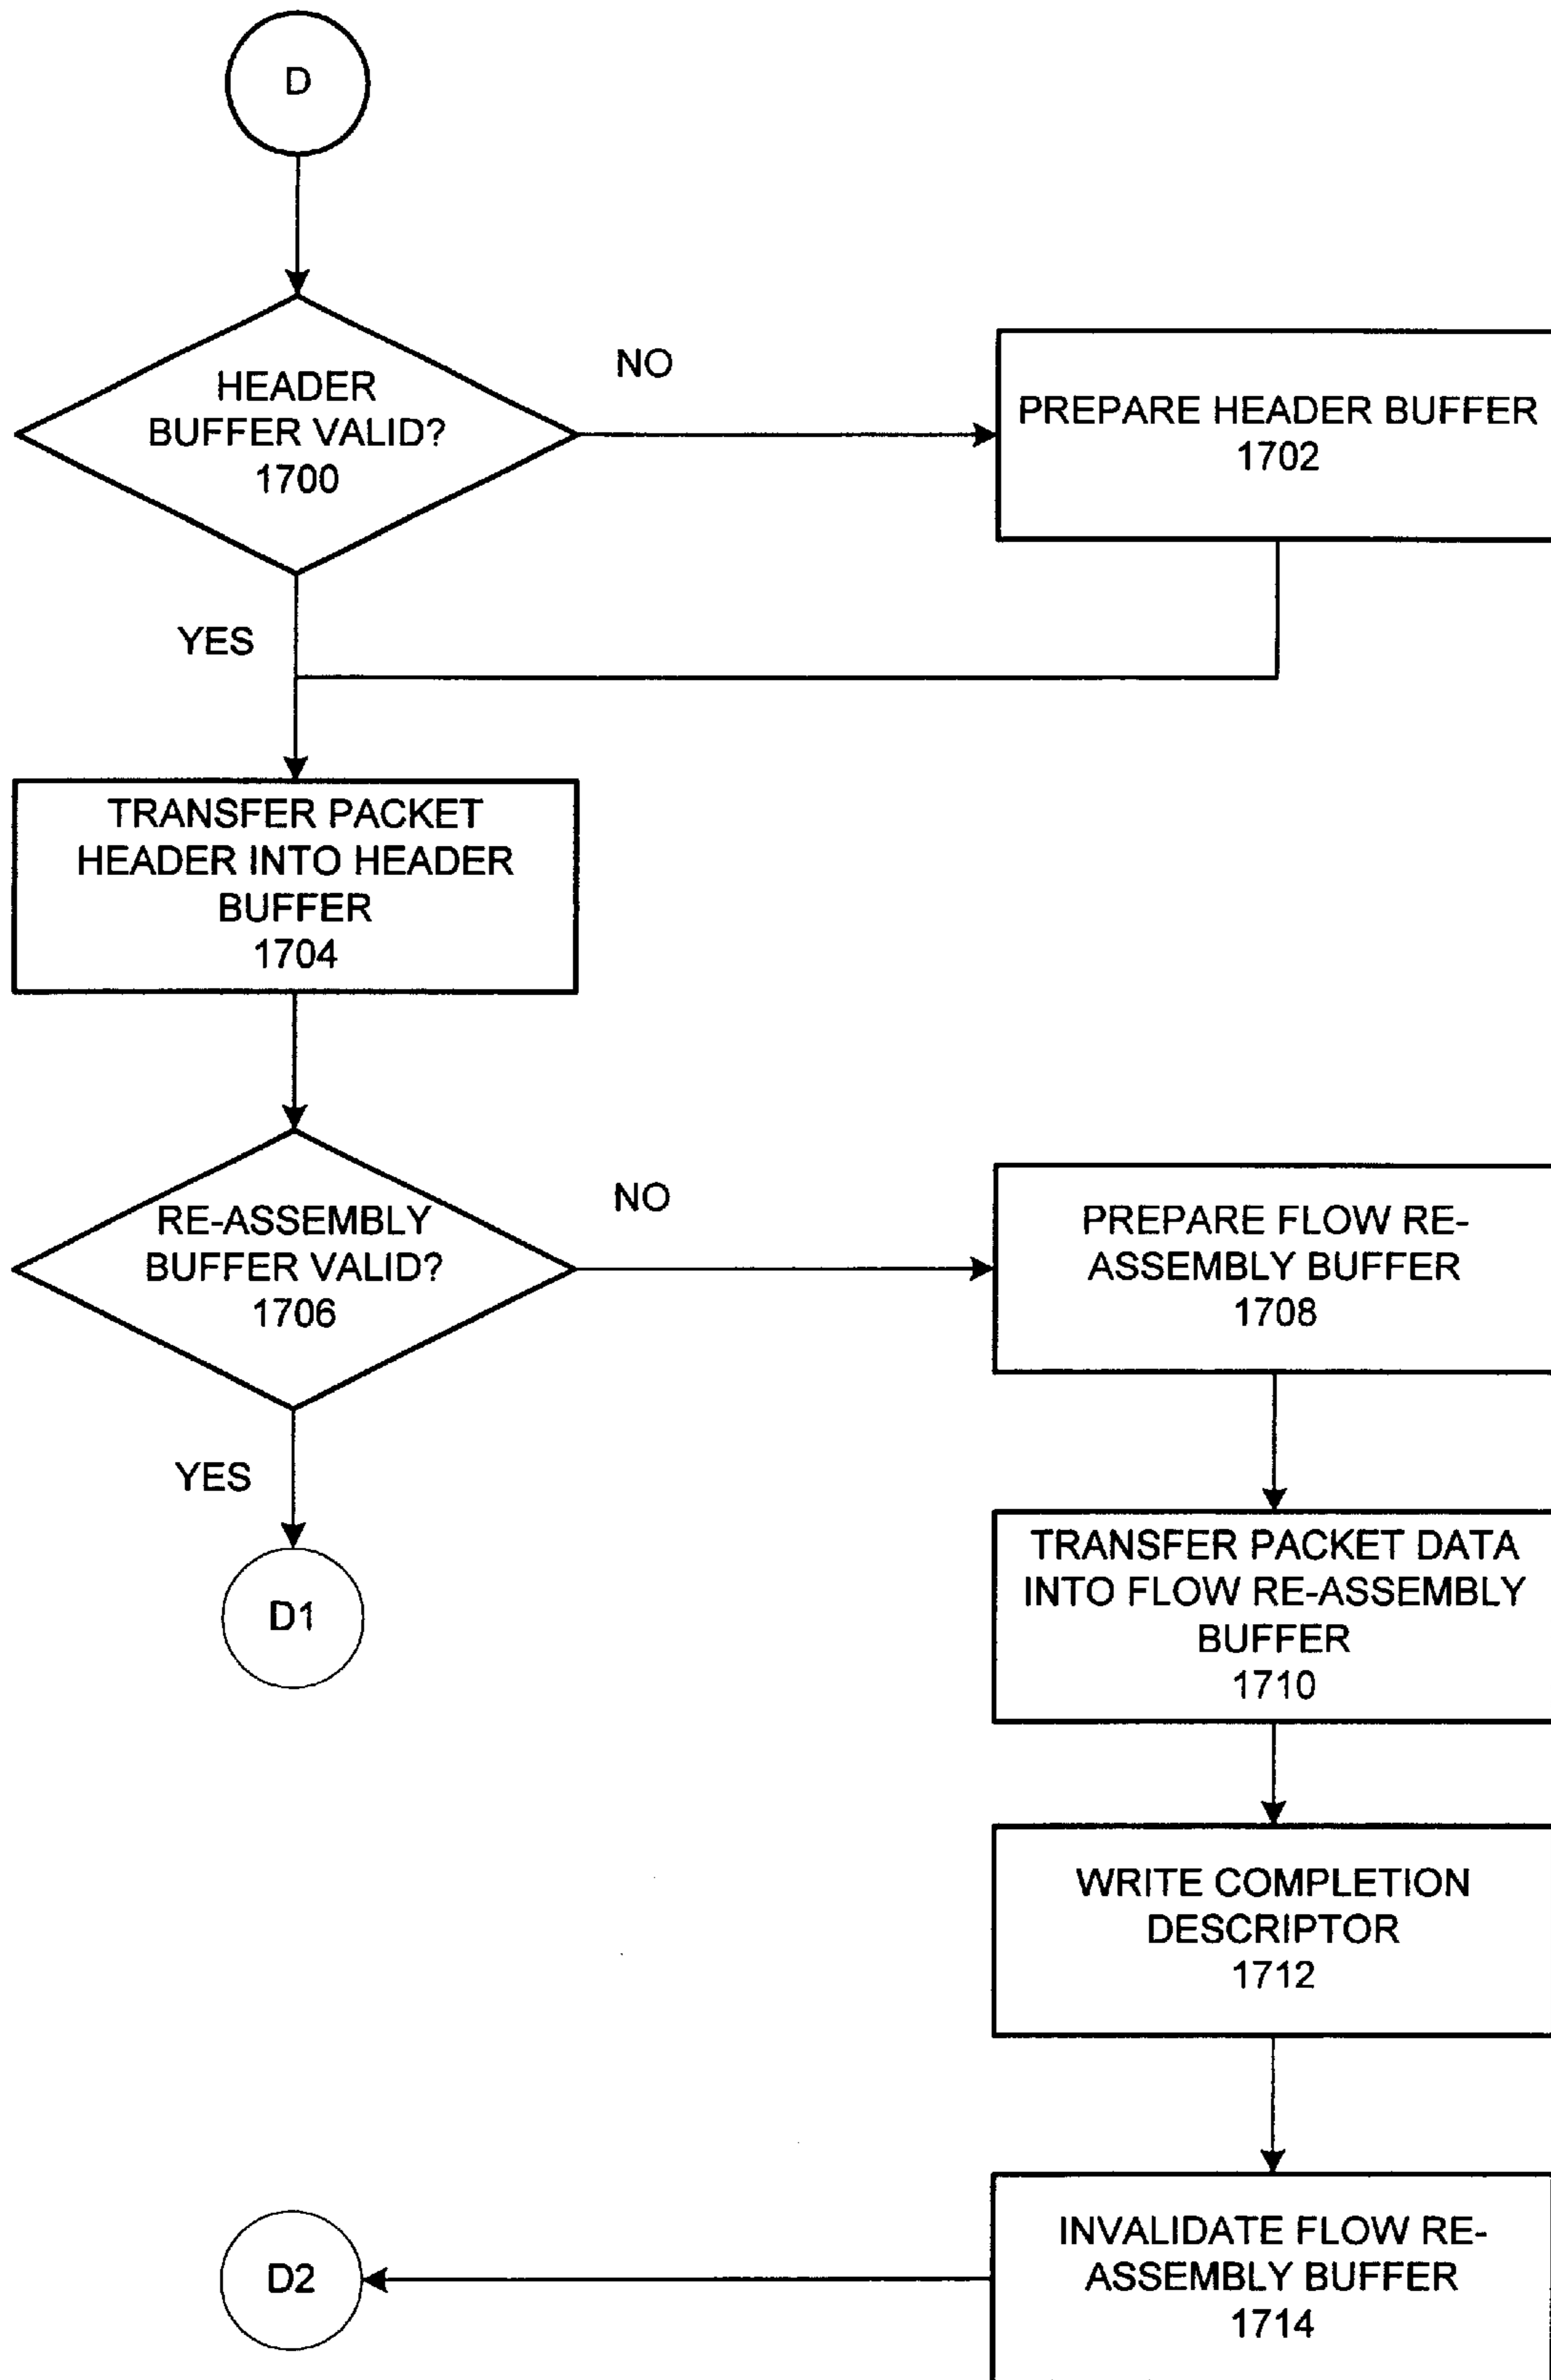 D
HEADER
BUFFER VALID?
1700
NO
PREPARE HEADER BUFFER
1702
YES
TRANSFER PACKET
HEADER INTO HEADER
BUFFER
1704
RE-ASSEMBLY
BUFFER VALID?
1706
NO
PREPARE FLOW RE-
ASSEMBLY BUFFER
1708
YES
D1
TRANSFER PACKET DATA
INTO FLOW RE-ASSEMBLY
BUFFER
1710
WRITE COMPLETION
DESCRIPTOR
1712
INVALIDATE FLOW RE-
ASSEMBLY BUFFER
1714
D2